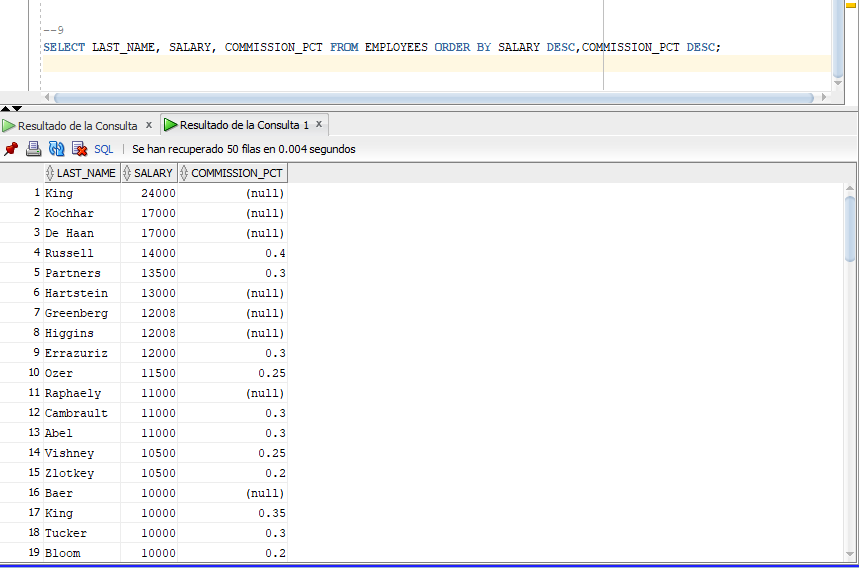 --9
SELECT LAST_NAME, SALARY, COMMISSION_PCT FROM EMPLOYEES ORDER BY SALARY DESC,COMMISSION_PCT DESC;
Resultado de la Consulta x Resultado de la Consulta 1 x
SQL | Se han recuperado 50 filas en 0.004 segundos
LAST_NAME SALARY COMMISSION_PCT
1 King 24000 (null)
2 Kochhar 17000 (null)
3 De Haan 17000 (null)
4 Russell 14000 0.4
5 Partners 13500 0.3
6 Hartstein 13000 (null)
7 Greenberg 12008 (null)
8 Higgins 12008 (null)
9 Errazuriz 12000 0.3
10 Ozer 11500 0.25
11 Raphaely 11000 (null)
12 Cambrault 11000 0.3
13 Abel 11000 0.3
14 Vishney 10500 0.25
15 Zlotkey 10500 0.2
16 Baer 10000 (null)
17 King 10000 0.35
18 Tucker 10000 0.3
19 Bloom 10000 0.2